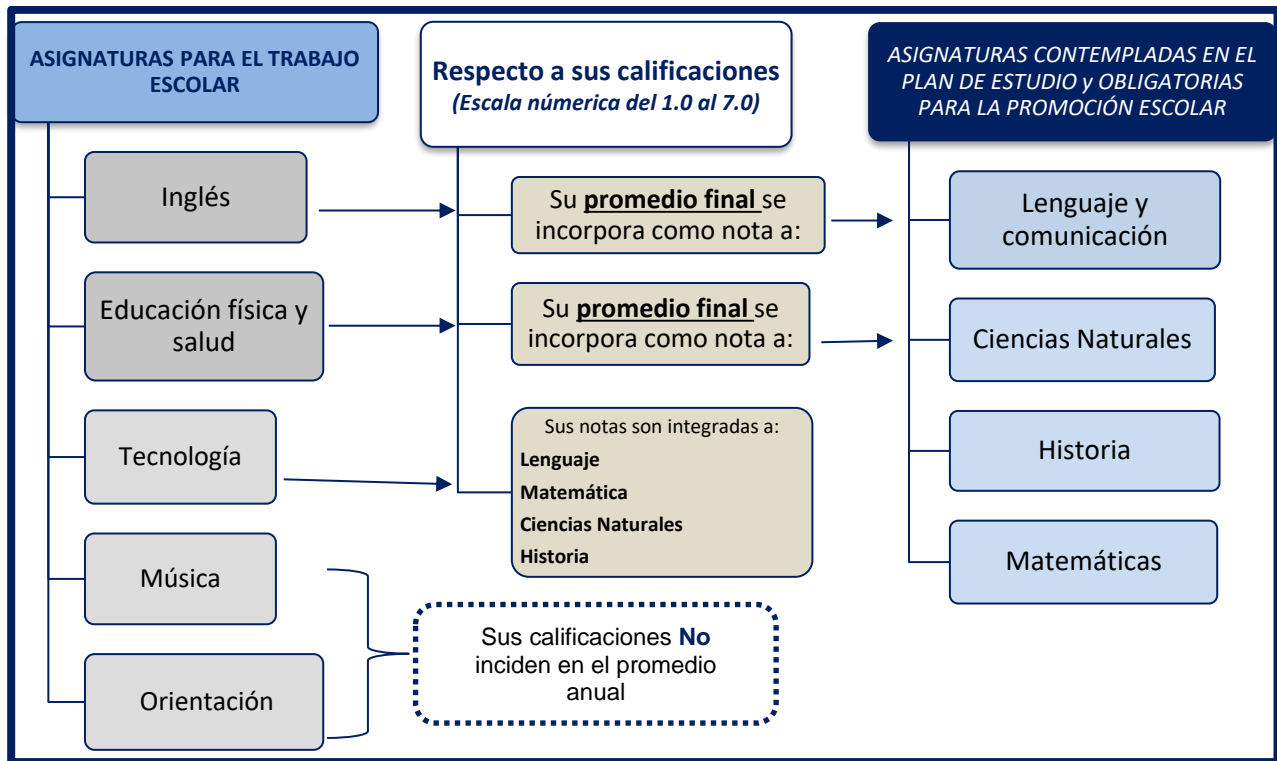 ASIGNATURAS PARA EL TRABAJO
ESCOLAR
Inglés
Educación física y
salud
Tecnología
Música
Orientación
Respecto a sus calificaciones
(Escala númerica del 1.0 al 7.0)
Su promedio final se
incorpora como nota a:
Su promedio final se
incorpora como nota a:
Sus notas son integradas a:
Lenguaje
Matemática
Ciencias Naturales
Historia
Sus calificaciones No
inciden en el promedio
anual
ASIGNATURAS CONTEMPLADAS EN EL
PLAN DE ESTUDIO y OBLIGATORIAS
PARA LA PROMOCIÓN ESCOLAR
Lenguaje y
comunicación
Ciencias Naturales
Historia
Matemáticas